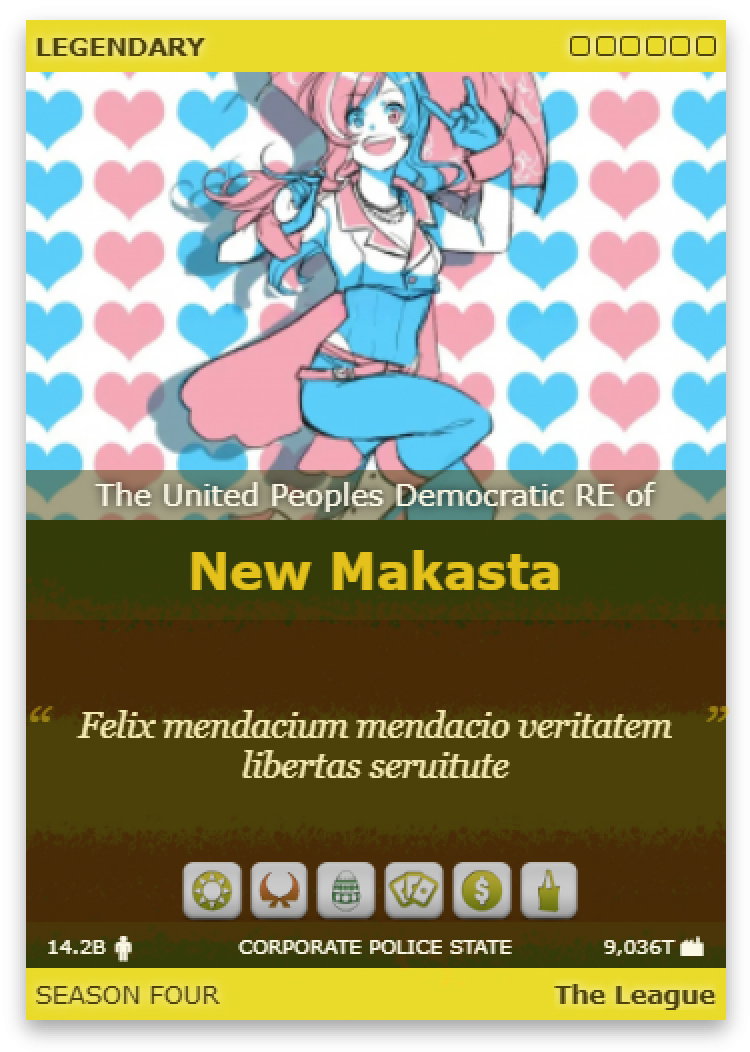 LEGENDARY
The United Peoples Democratic RE of
New Makasta
“ Felix mendacium mendacio veritatem ”
libertas seruitute
14.2B CORPORATE POLICE STATE 9,036T
SEASON FOUR The League